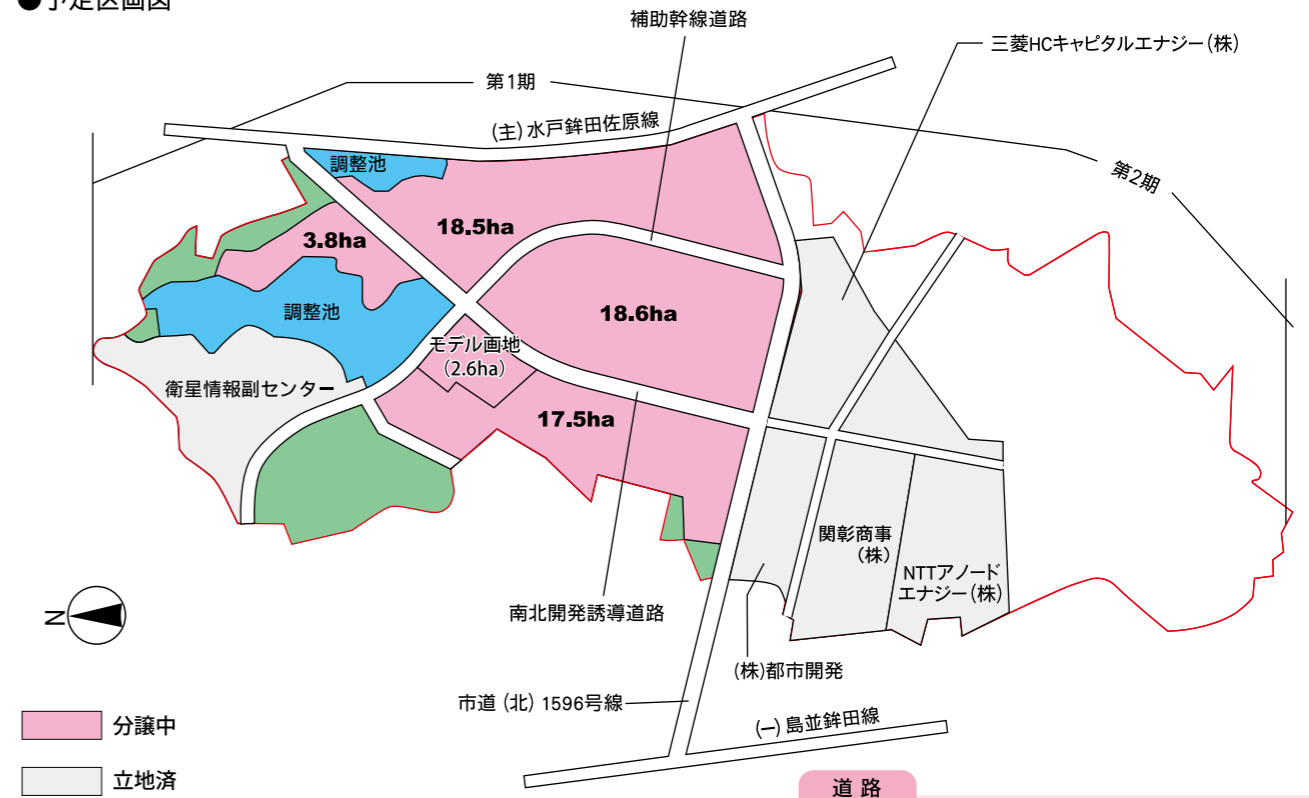 ●予定区画図
補助幹線道路
三菱HCキャピタルエナジー(株)
第1期
(主)水戸鉾田佐原線
第2期
調整池
3.8ha
18.5ha
調整池
18.6ha
モデル画地
(2.6ha)
衛星情報副センター
17.5ha
関彰商事
(株)
NTTアノード
エナジー(株)
N
南北開発誘導道路
(株)都市開発
市道(北)1596号線
(一)島並鉾田線
分譲中
立地済
道路